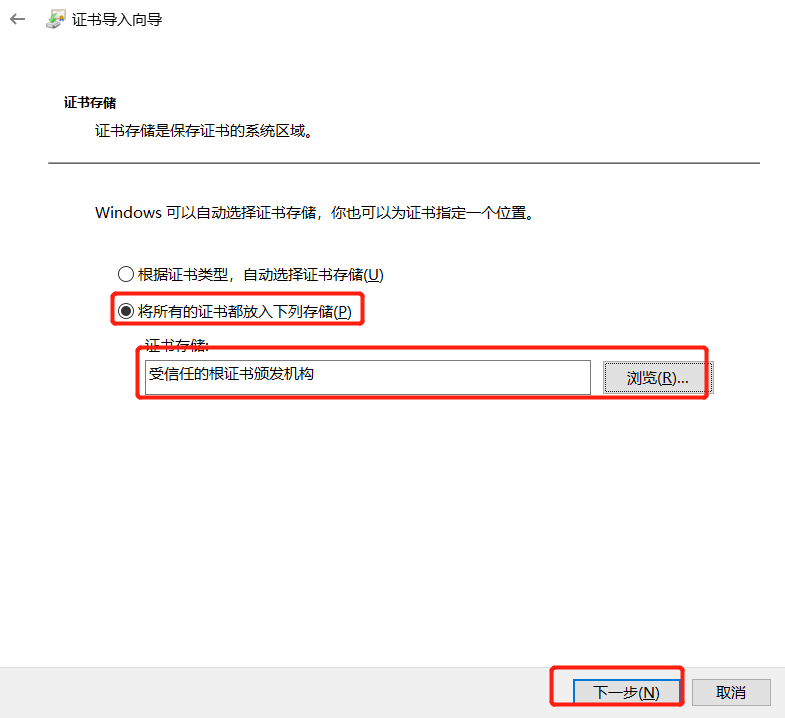 证书导入向导
证书存储
证书存储是保存证书的系统区域。
Windows 可以自动选择证书存储，你也可以为证书指定一个位置。
根据证书类型，自动选择证书存储(U)
将所有的证书都放入下列存储(P)
证书存储:
受信任的根证书颁发机构 浏览(R)...
下一步(N) 取消